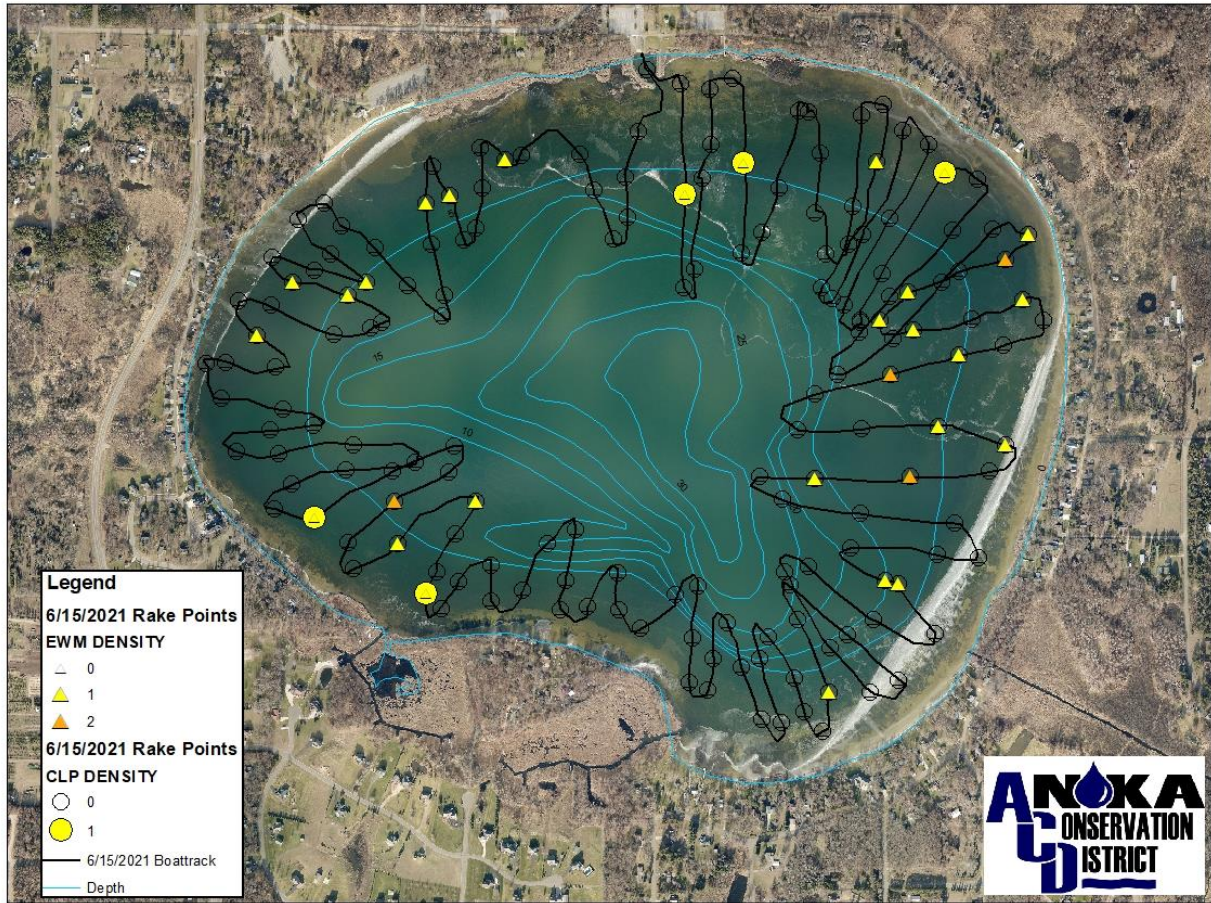 5
15
25
10
30
0
Legend
6/15/2021 Rake Points
EWM DENSITY
0
1
2
6/15/2021 Rake Points
CLP DENSITY
0
1
6/15/2021 Boattrack
Depth
ANOKA
CONSERVATION
DISTRICT